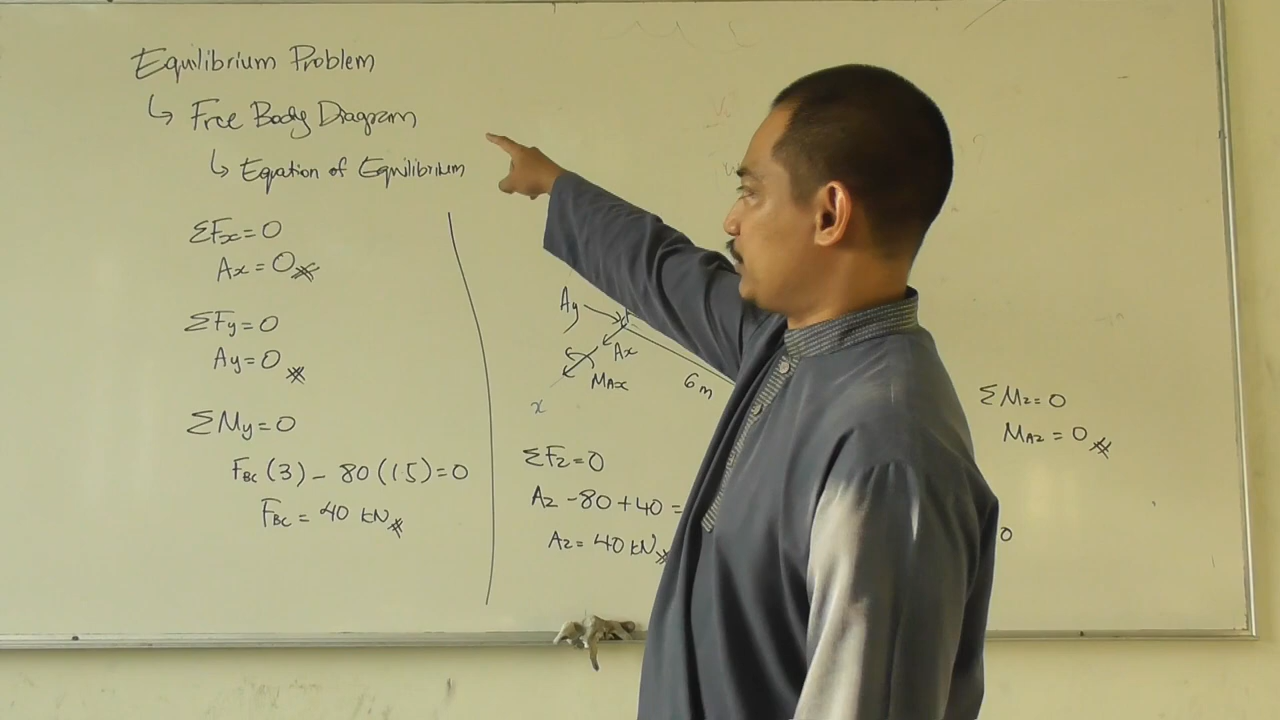 Equilibrium Problem
↳ Free Body Diagram
↳ Equation of Equilibrium
ΣFx = 0
Ax = 0
ΣFy = 0
Ay = 0
ΣMy = 0
FBC (3) - 80 (1.5) = 0
FBC = 40 kN
Ay
Ax
MAx
x
6m
ΣFz = 0
Az - 80 + 40 =
Az = 40 kN
ΣMz = 0
MAz = 0
0